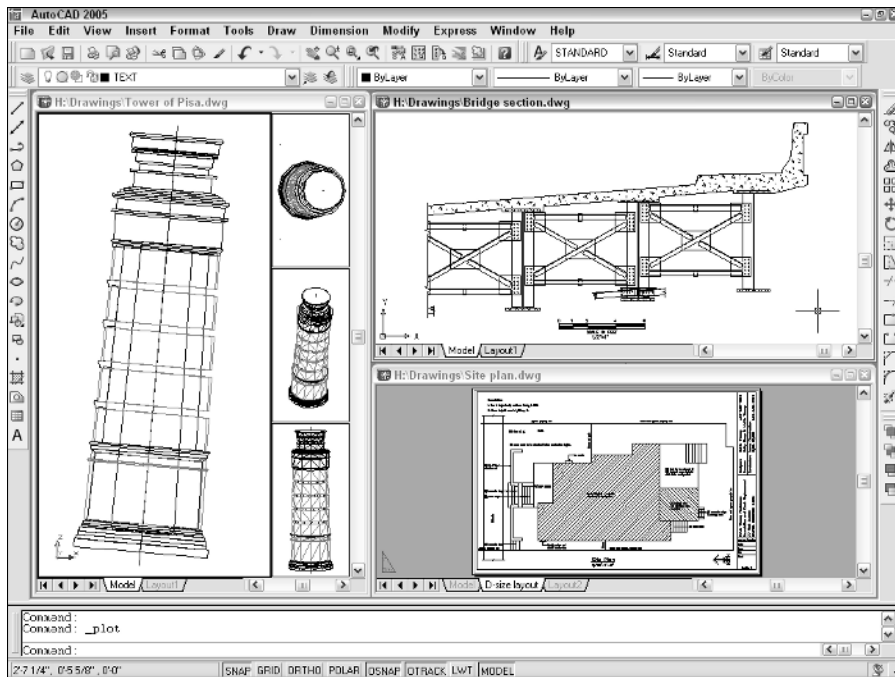 AutoCAD 2005
File Edit View Insert Format Tools Draw Dimension Modify Express Window Help
STANDARD Standard Standard
TEXT ByLayer ByLayer ByLayer ByColor
H:\Drawings\Tower of Pisa.dwg
Model Layout1
H:\Drawings\Bridge section.dwg
Y
X
Model Layout1
H:\Drawings\Site plan.dwg
Site Plan
Model D-size layout Layout2
Z
X
A
Command:
Command: _plot
Command:
2'-7 1/4", 0'-5 5/8", 0'-0" SNAP GRID ORTHO POLAR OSNAP OTRACK LWT MODEL